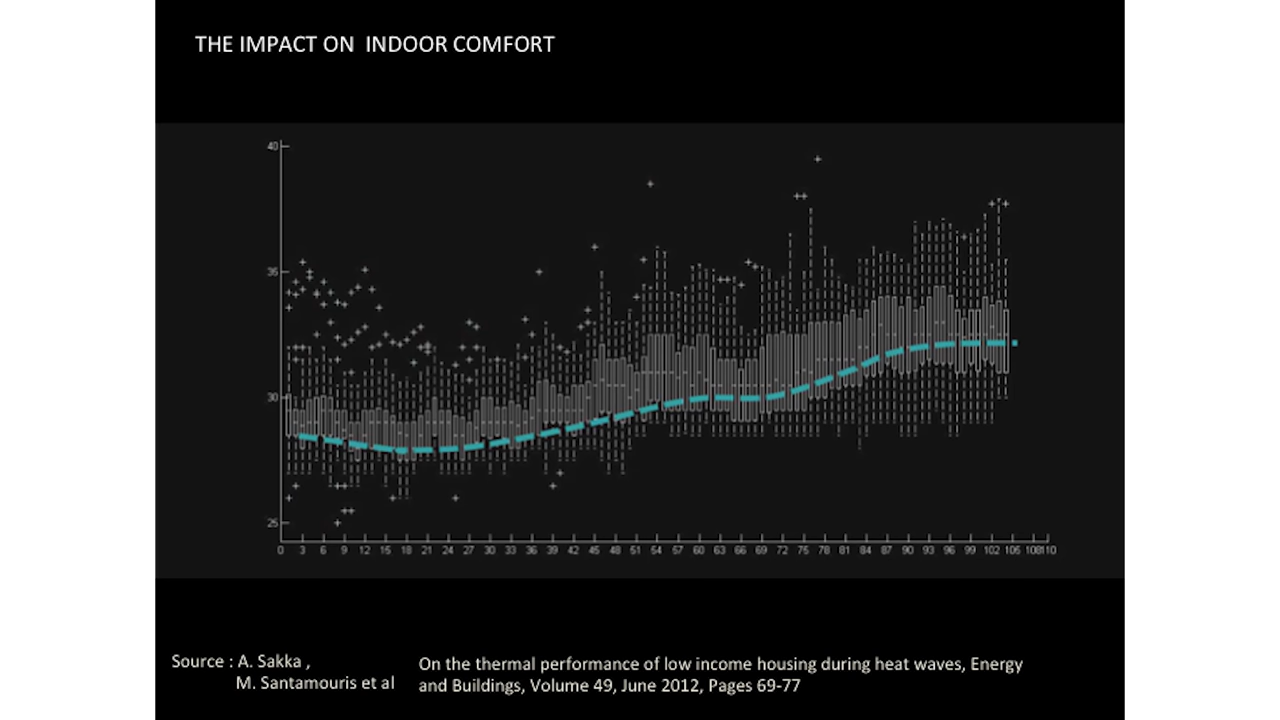 THE IMPACT ON  INDOOR COMFORT
40
35
30
25
0 3 6 9 12 15 18 21 24 27 30 33 36 39 42 45 48 51 54 57 60 63 66 69 72 75 78 81 84 87 90 93 96 99 102 106 108110
Source : A. Sakka ,
M. Santamouris et al
On the thermal performance of low income housing during heat waves, Energy
and Buildings, Volume 49, June 2012, Pages 69-77